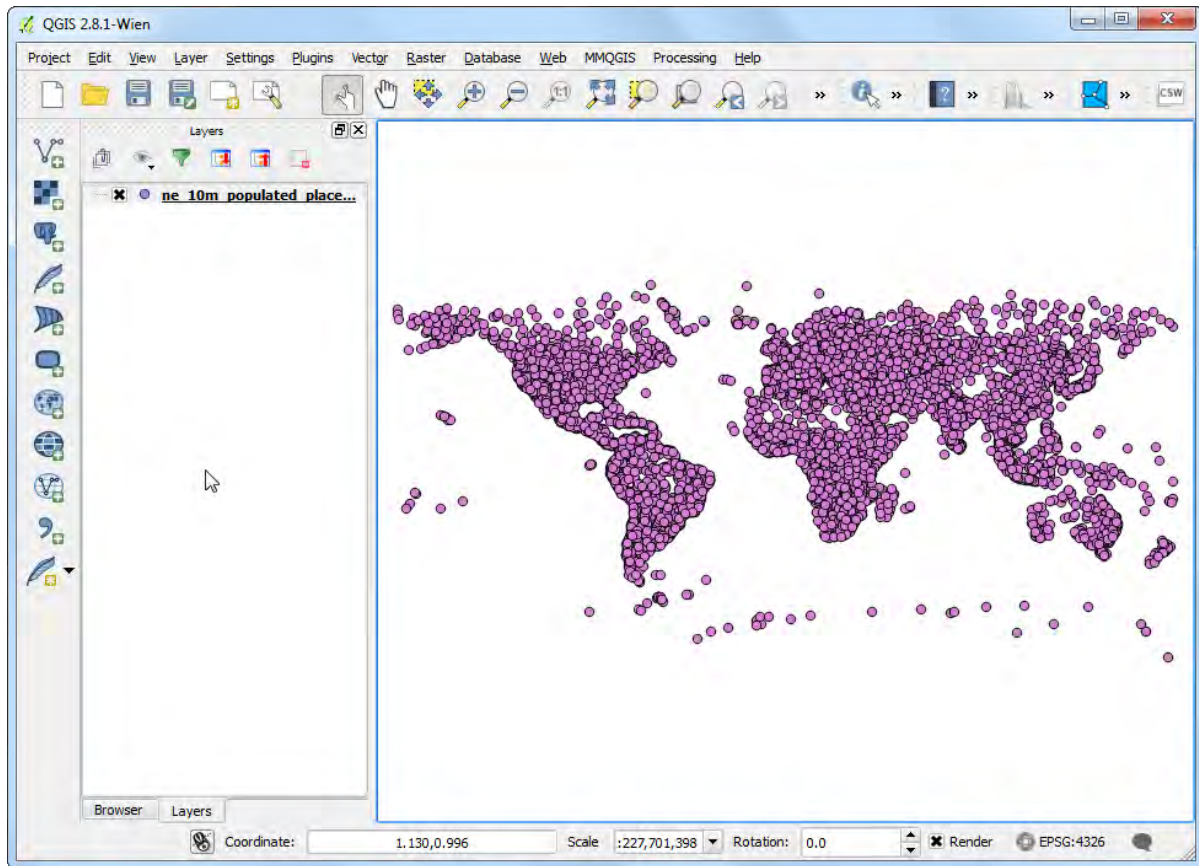 QGIS 2.8.1-Wien
Project Edit View Layer Settings Plugins Vector Raster Database Web MMQGIS Processing Help
1:1 » » ? » » » CSW
Layers
ne_10m_populated_place...
Browser Layers
Coordinate: 1.130,0.996 Scale :227,701,398 Rotation: 0.0 Render EPSG:4326